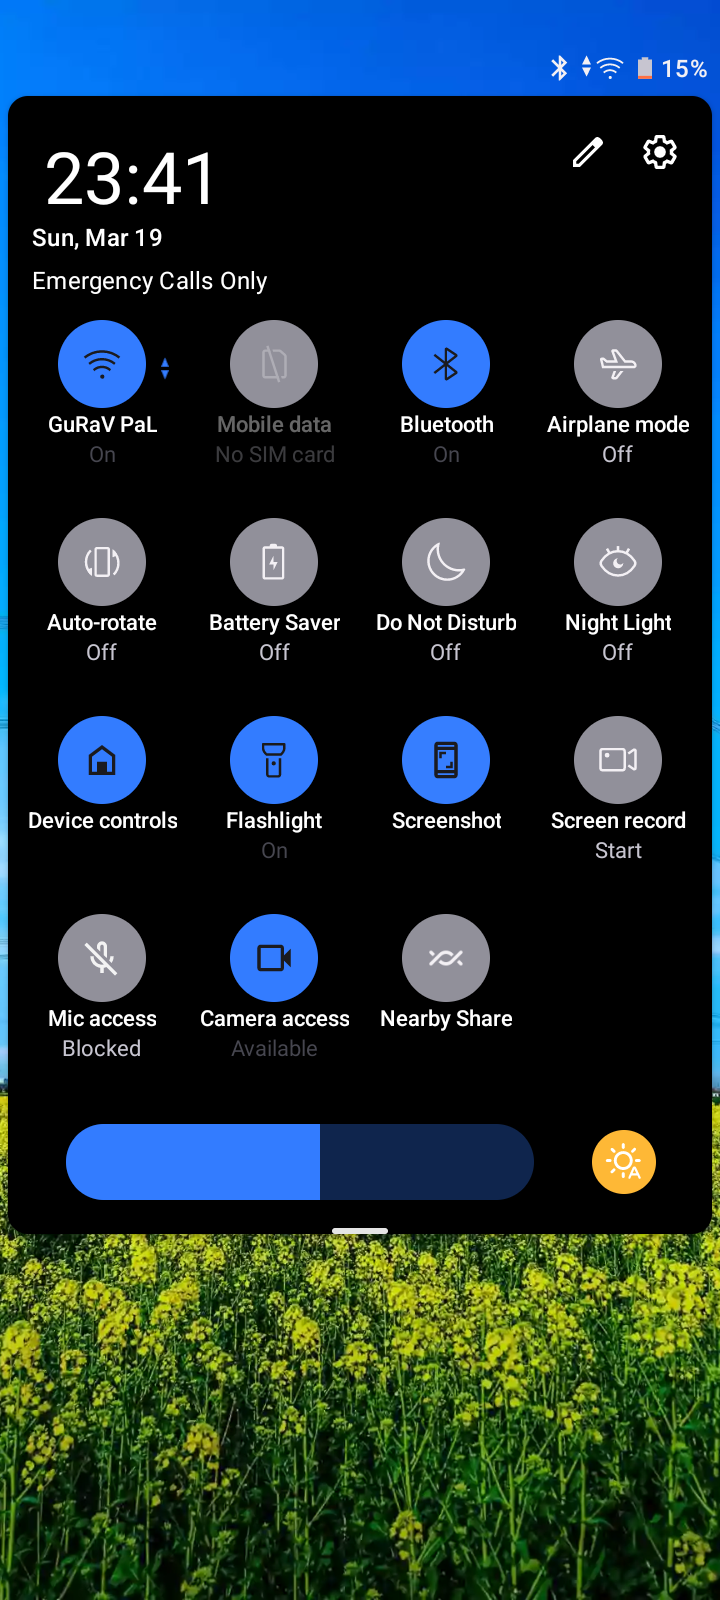 15%
23:41
Sun, Mar 19
Emergency Calls Only
GuRaV PaL
On
Mobile data
No SIM card
Bluetooth
On
Airplane mode
Off
Auto-rotate
Off
Battery Saver
Off
Do Not Disturb
Off
Night Light
Off
Device controls
Flashlight
On
Screenshot
Screen record
Start
Mic access
Blocked
Camera access
Available
Nearby Share
A